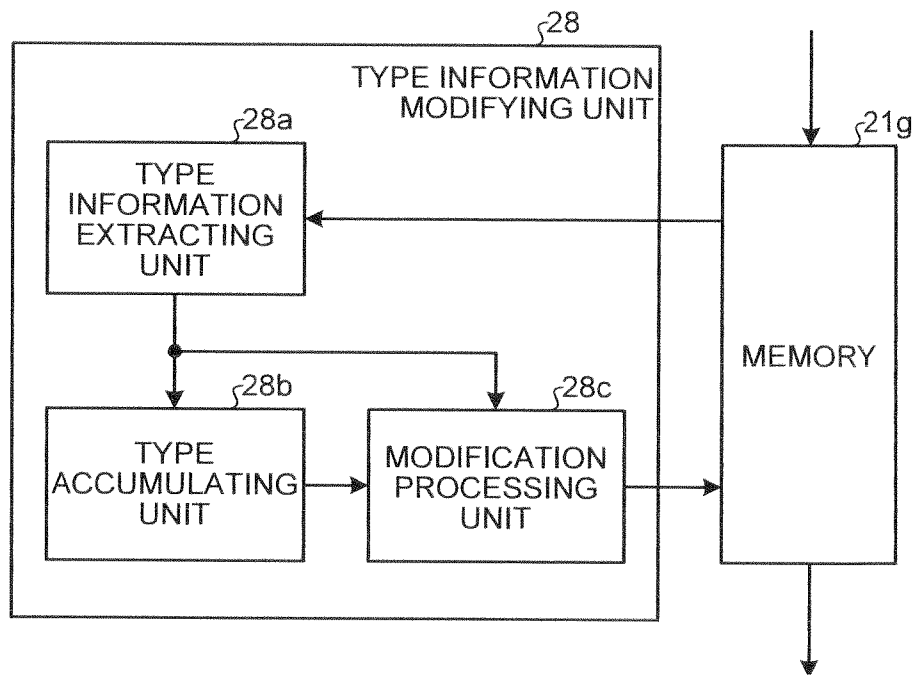 28
TYPE INFORMATION
MODIFYING UNIT
28a
21g
TYPE
INFORMATION
EXTRACTING
UNIT
MEMORY
28b
28c
TYPE
ACCUMULATING
UNIT
MODIFICATION
PROCESSING
UNIT